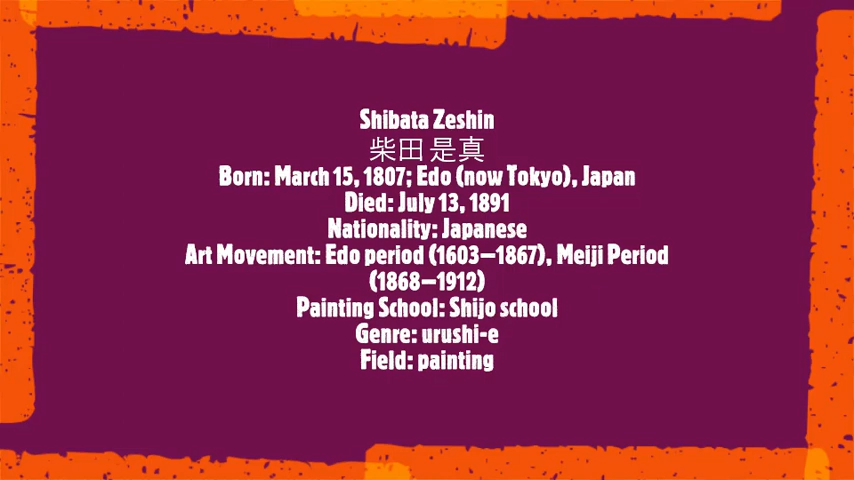 Shibata Zeshin
柴田 是真
Born: March 15, 1807; Edo (now Tokyo), Japan
Died: July 13, 1891
Nationality: Japanese
Art Movement: Edo period (1603–1867), Meiji Period
(1868–1912)
Painting School: Shijo school
Genre: urushi-e
Field: painting